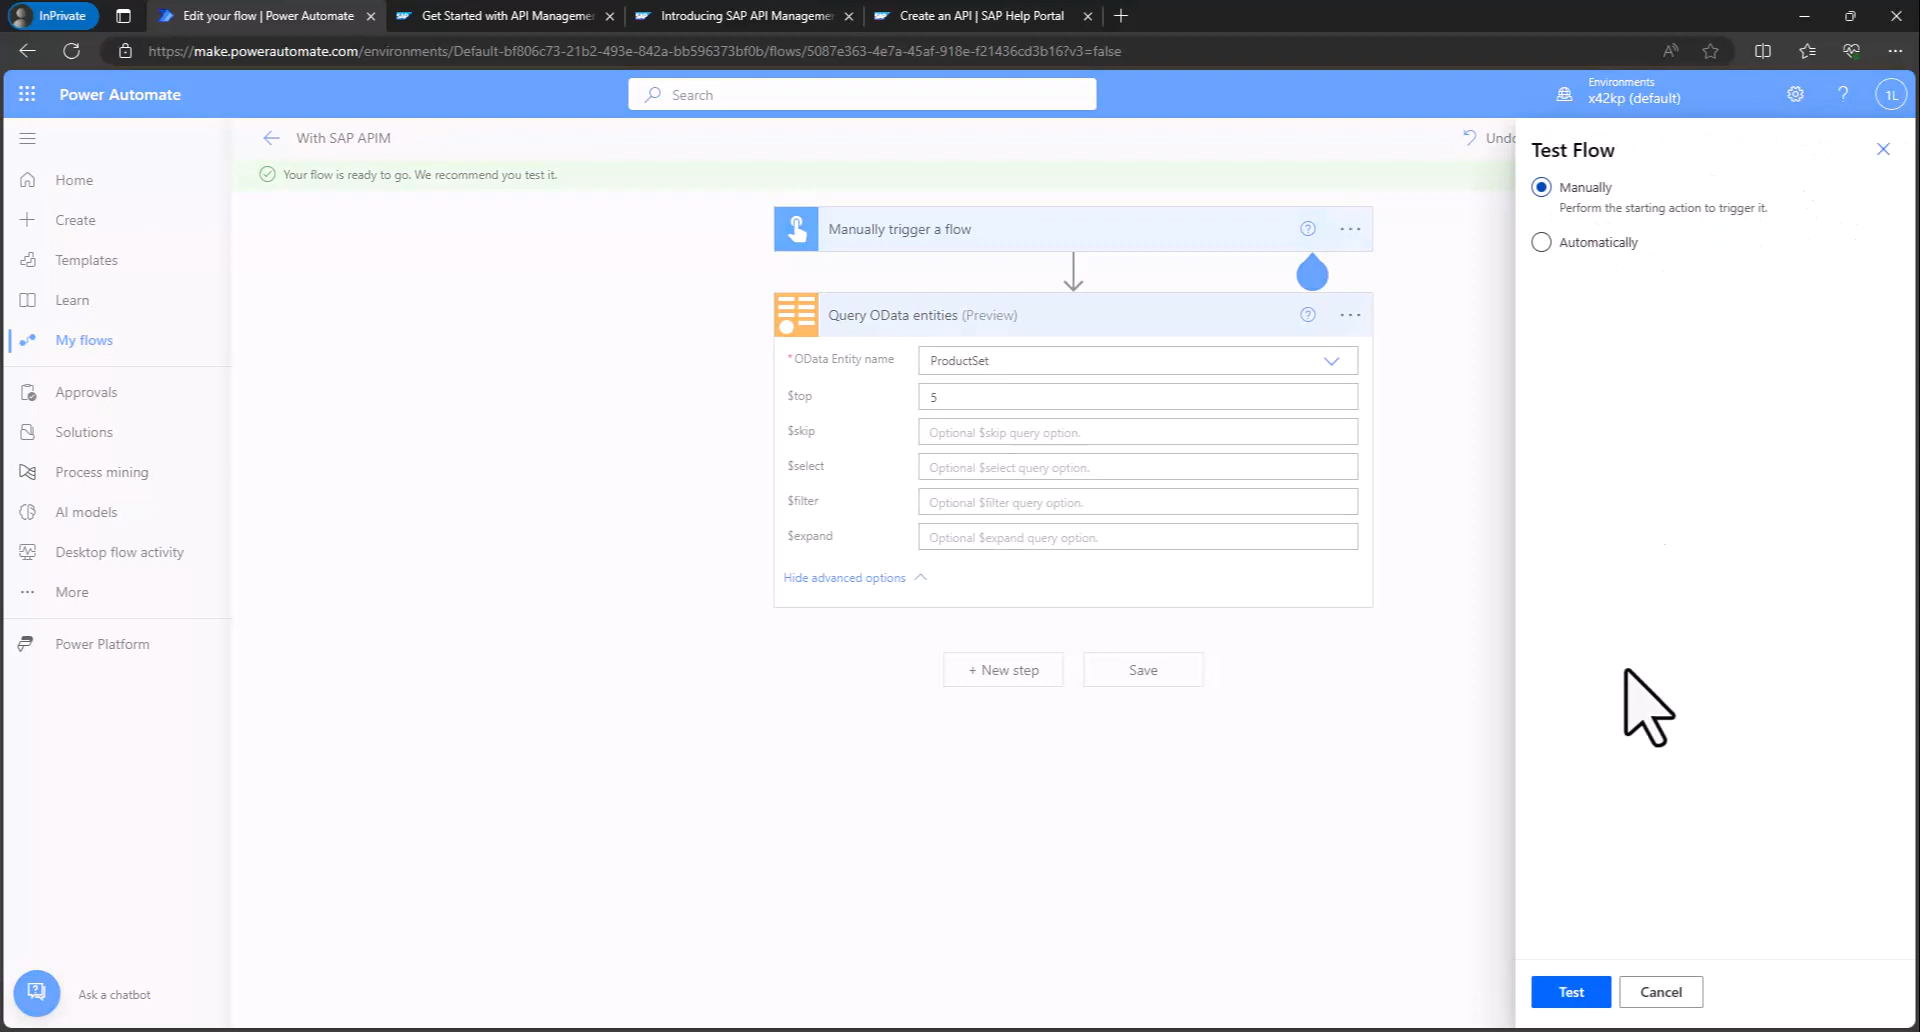 InPrivate
Edit your flow | Power Automate
Get Started with API Manageme
Introducing SAP API Manageme
Create an API | SAP Help Portal
https://make.powerautomate.com/environments/Default-bf806c73-21b2-493e-842a-bb596373bf0b/flows/5087e363-4e7a-45af-918e-f21436cd3b16?v3=false
Power Automate
Search
Environments
x42kp (default)
?
1L
With SAP APIM
Undo
Your flow is ready to go. We recommend you test it.
Home
Create
Templates
Learn
My flows
Approvals
Solutions
Process mining
AI models
Desktop flow activity
More
Power Platform
Ask a chatbot
Manually trigger a flow
Query OData entities (Preview)
* OData Entity name
ProductSet
$top
5
$skip
Optional $skip query option.
$select
Optional $select query option.
$filter
Optional $filter query option.
$expand
Optional $expand query option.
Hide advanced options
+ New step
Save
Test Flow
Manually
Perform the starting action to trigger it.
Automatically
Test
Cancel